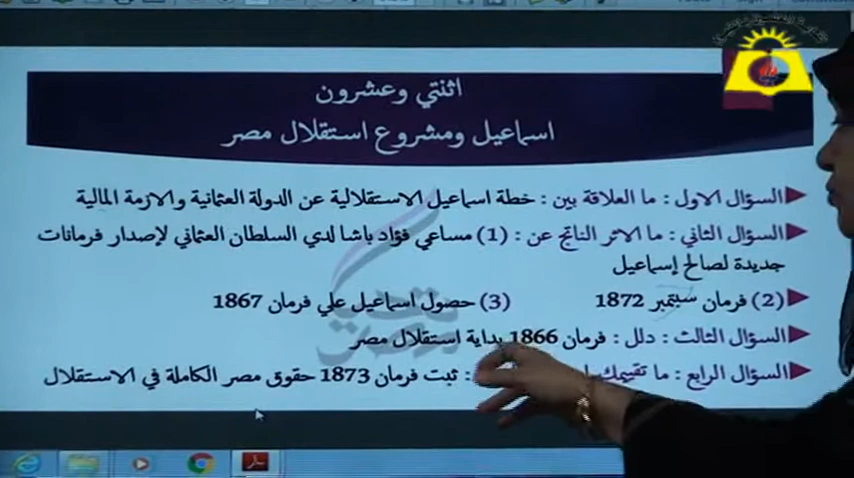 اثنتي وعشرون
اسماعيل ومشروع استقلال مصر
السؤال الاول : ما العلاقة بين : خطة اسماعيل الاستقلالية عن الدولة العثمانية والازمة المالية
السؤال الثاني : ما الاثر الناتج عن : (1) مساعي فؤاد باشا لدي السلطان العثماني لإصدار فرمانات
جديدة لصالح إسماعيل
(2) فرمان سبتمبر 1872 (3) حصول اسماعيل علي فرمان 1867
السؤال الثالث : دلل : فرمان 1866 بداية استقلال مصر
السؤال الرابع : ما تقييمك : ثبت فرمان 1873 حقوق مصر الكاملة في الاستقلال